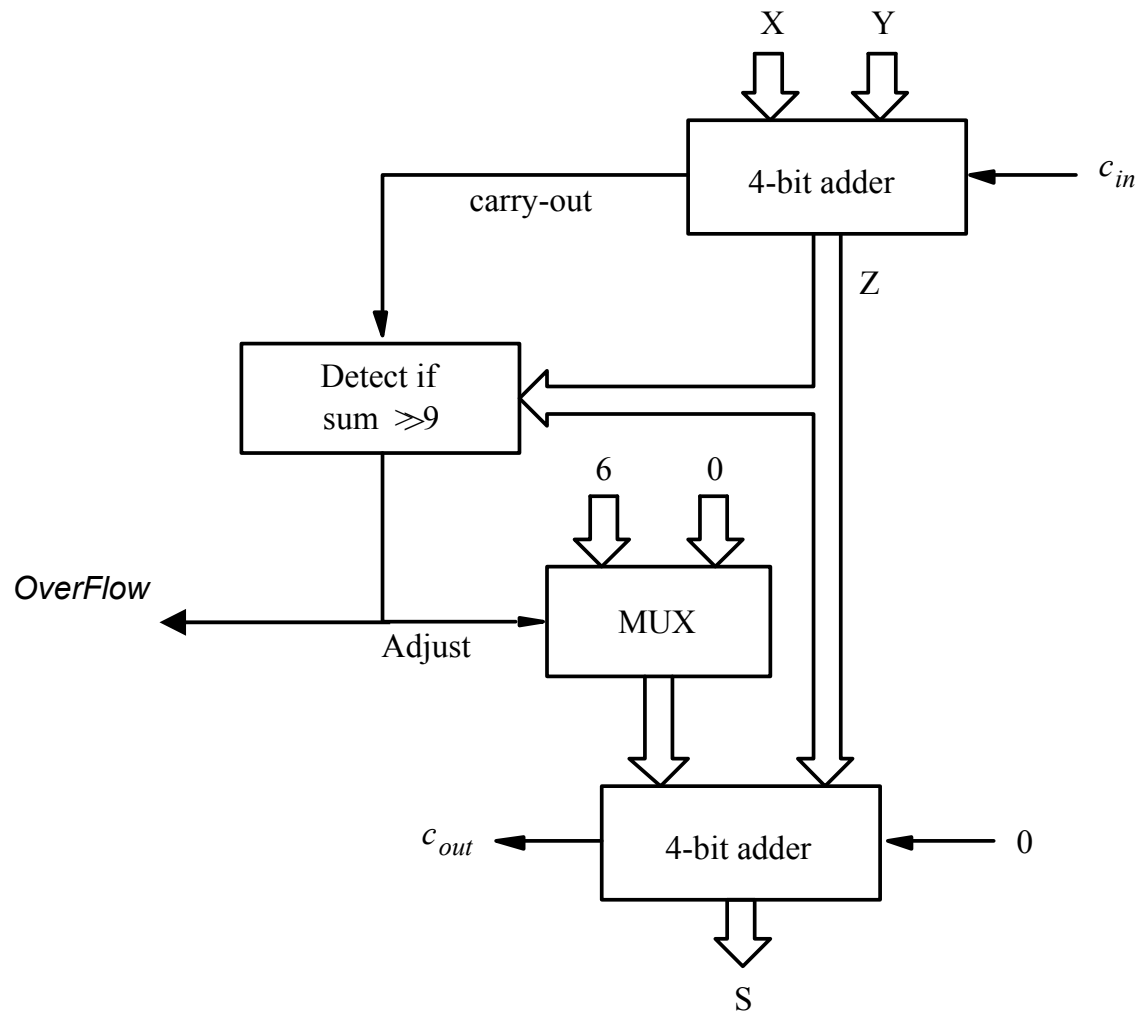 X Y
4-bit adder
c_in
carry-out
Z
Detect if
sum >>9
6 0
OverFlow
MUX
Adjust
c_out
4-bit adder
0
S